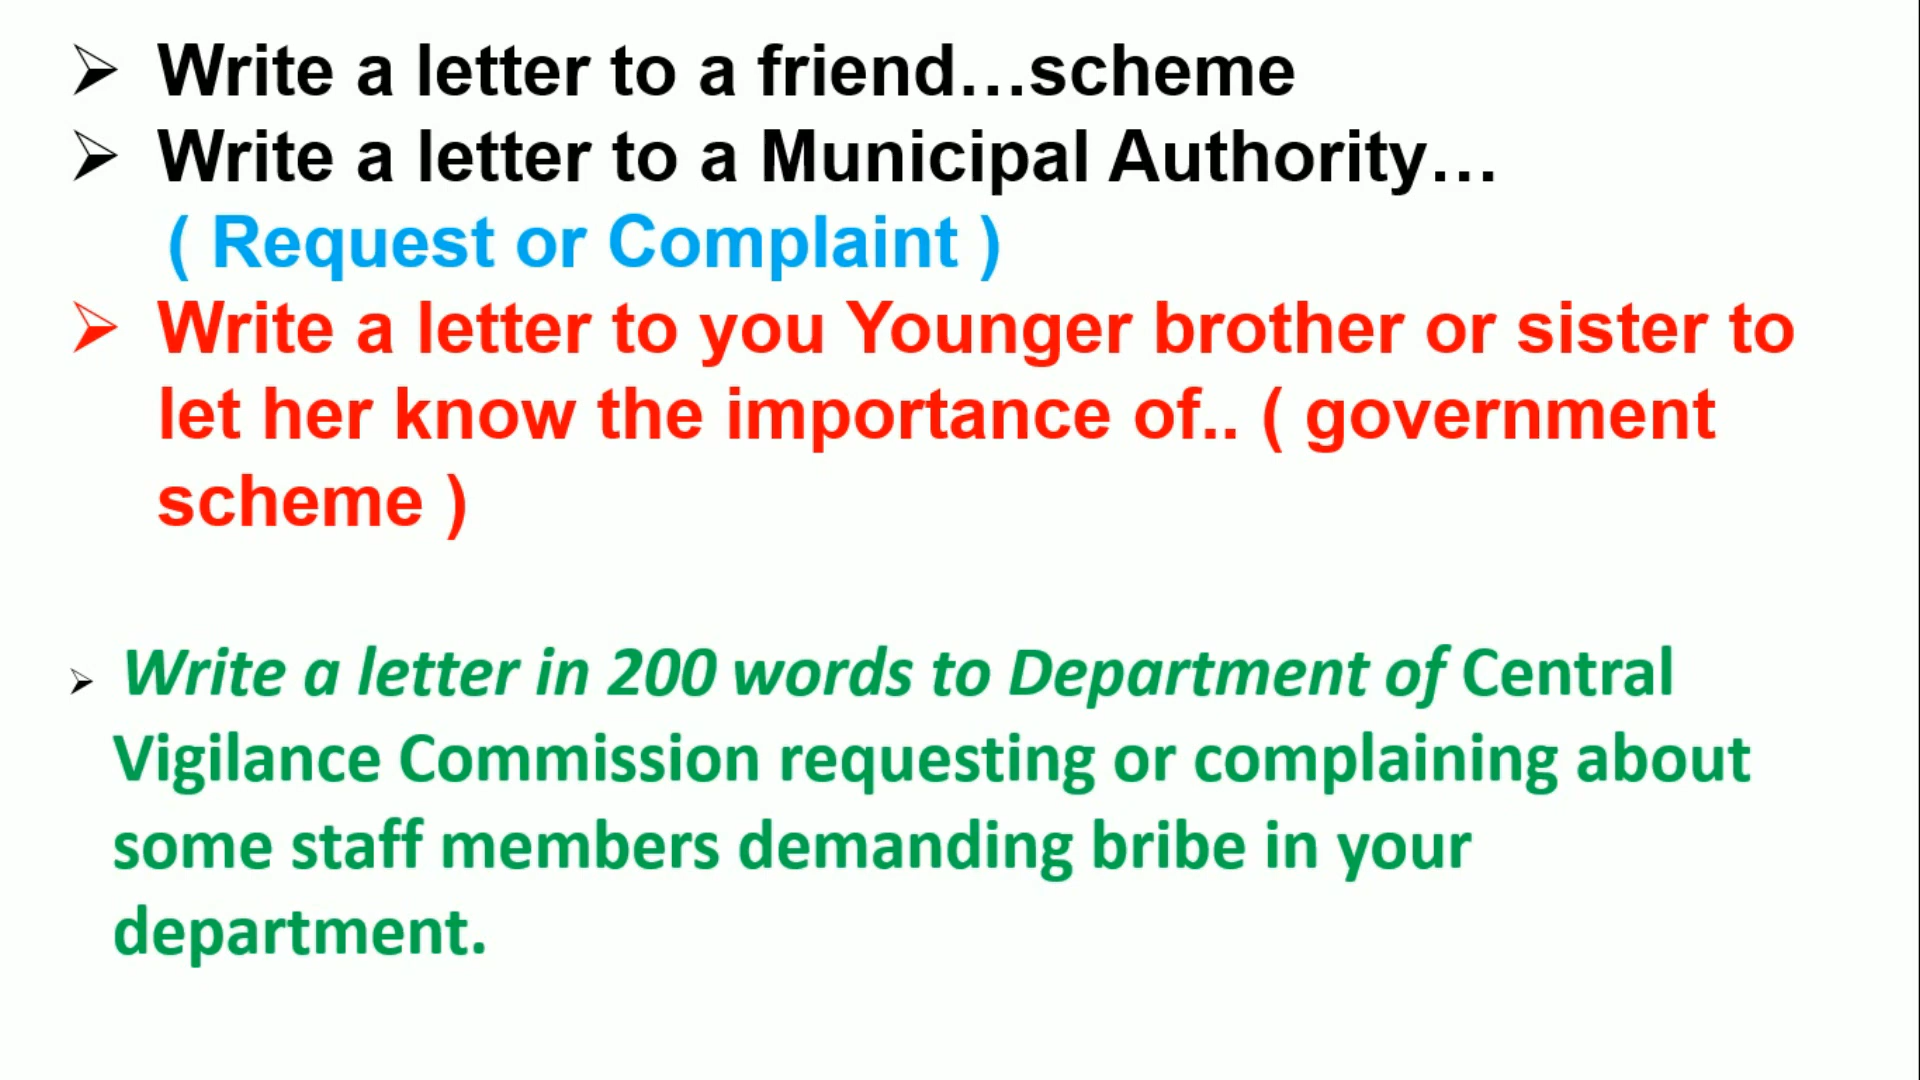 ➢ Write a letter to a friend…scheme
➢ Write a letter to a Municipal Authority…
( Request or Complaint )
➢ Write a letter to you Younger brother or sister to
let her know the importance of.. ( government
scheme )
➢ Write a letter in 200 words to Department of Central
Vigilance Commission requesting or complaining about
some staff members demanding bribe in your
department.